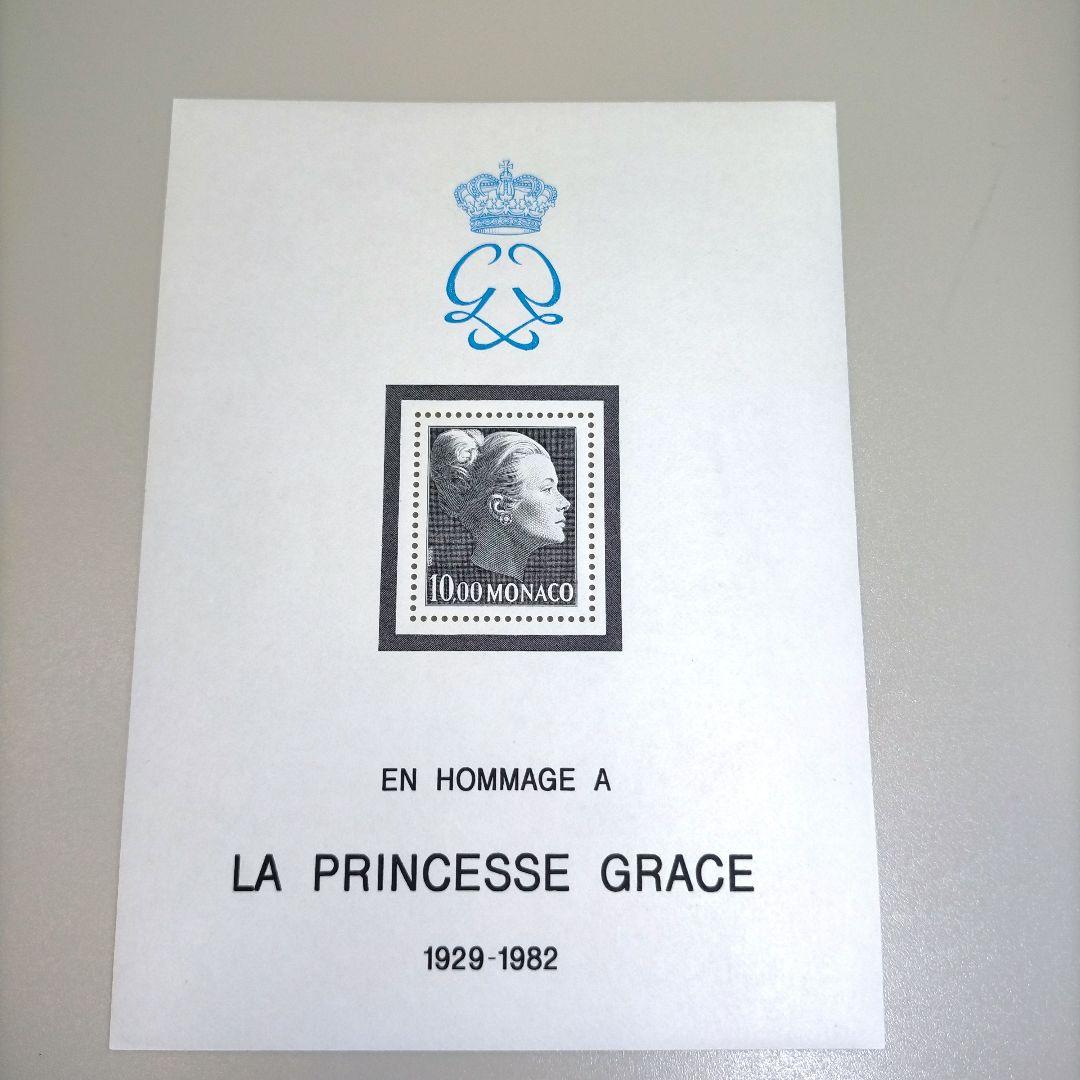 10.00 MONACO
EN HOMMAGE A
LA PRINCESSE GRACE
1929-1982